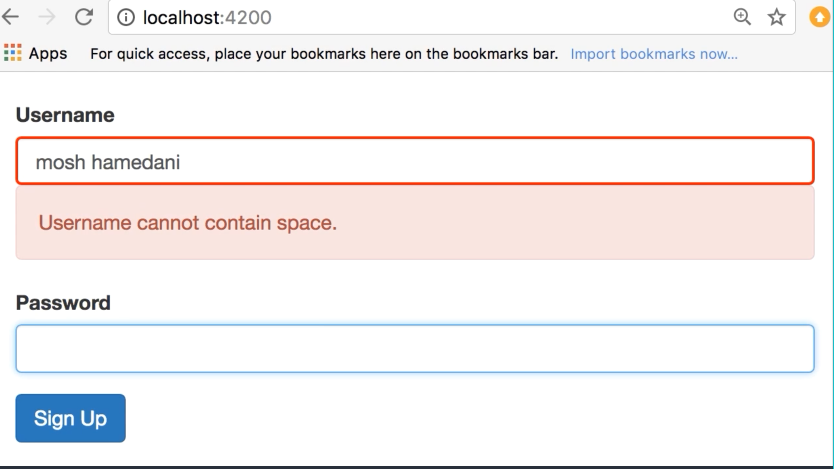 localhost:4200
Apps For quick access, place your bookmarks here on the bookmarks bar. Import bookmarks now...
Username
mosh hamedani
Username cannot contain space.
Password
Sign Up